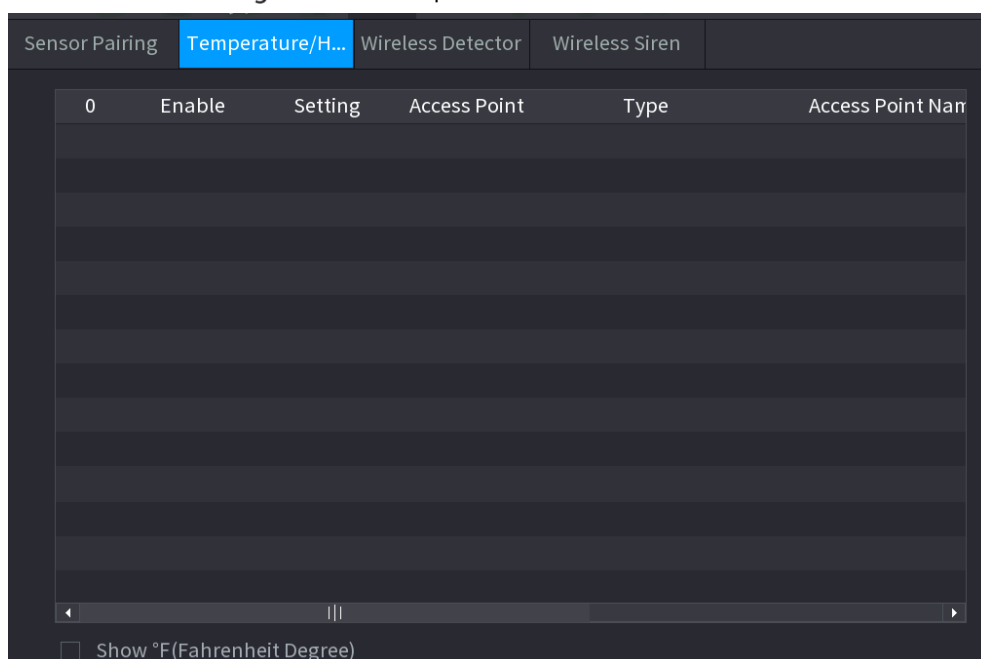 Sensor Pairing Temperature/H... Wireless Detector Wireless Siren
0 Enable Setting Access Point Type Access Point Nam
Show °F(Fahrenheit Degree)